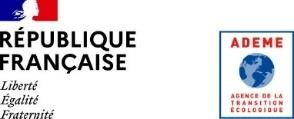 RÉPUBLIQUE
FRANÇAISE
Liberté
Égalité
Fraternité
ADEME
AGENCE DE LA
TRANSITION
ÉCOLOGIQUE